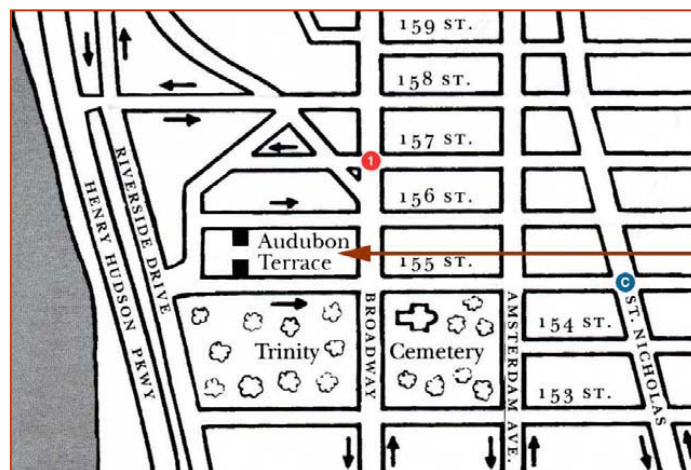 159 ST.
158 ST.
157 ST.
1
156 ST.
RIVERSIDE DRIVE
HENRY HUDSON PKWY
Audubon
Terrace
155 ST.
C
BROADWAY
AMSTERDAM AVE.
ST. NICHOLAS
154 ST.
Trinity
Cemetery
153 ST.